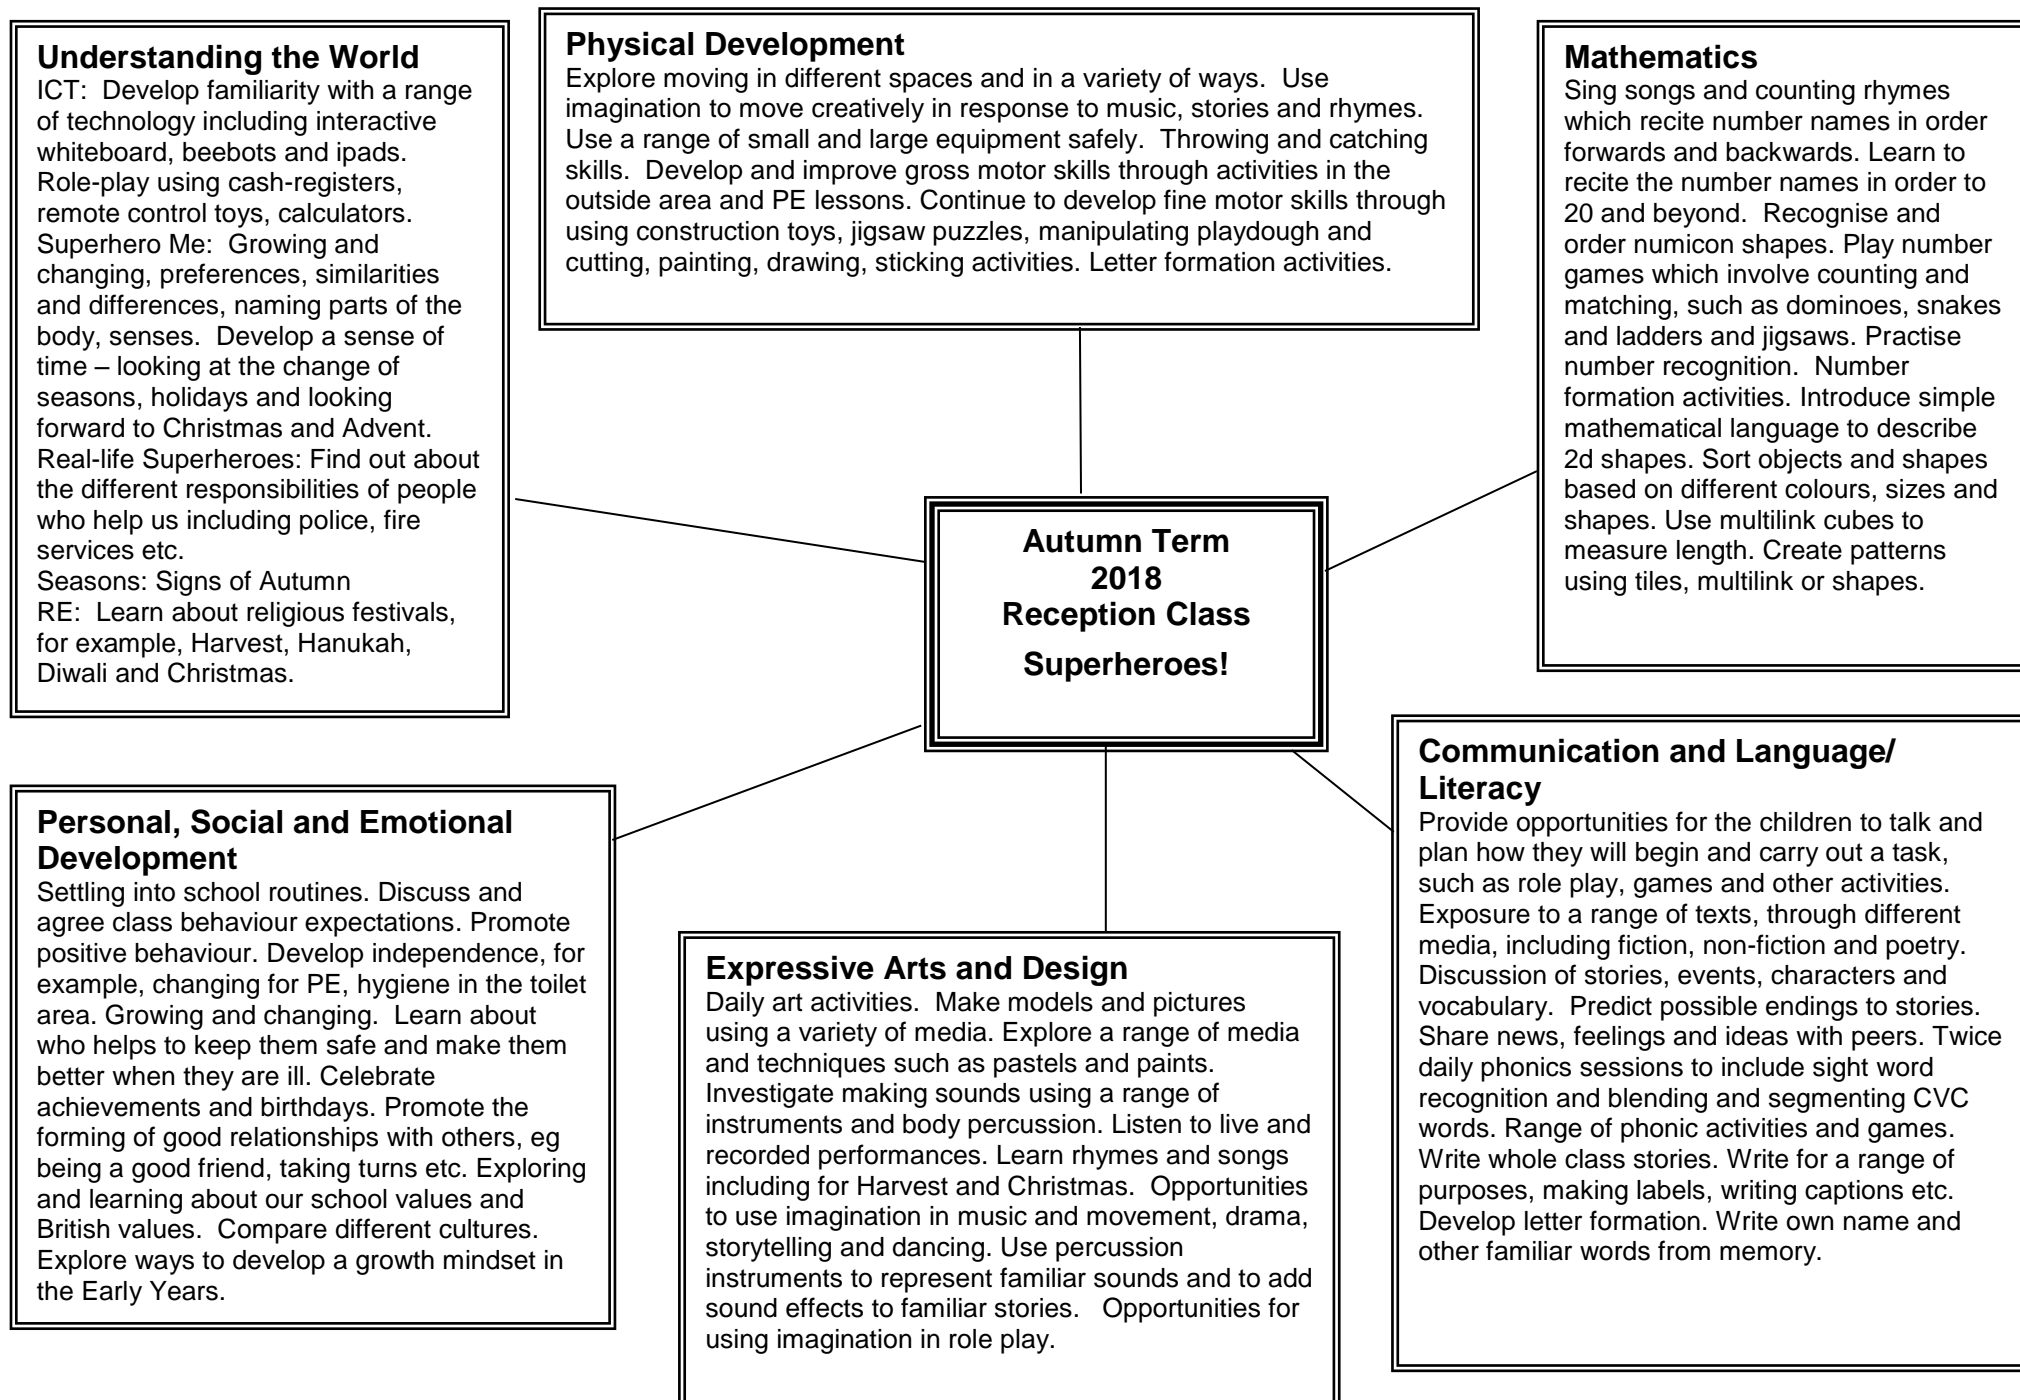 Understanding the World
ICT:  Develop familiarity with a range
of technology including interactive
whiteboard, beebots and ipads.
Role-play using cash-registers,
remote control toys, calculators.
Superhero Me:  Growing and
changing, preferences, similarities
and differences, naming parts of the
body, senses.  Develop a sense of
time – looking at the change of
seasons, holidays and looking
forward to Christmas and Advent.
Real-life Superheroes: Find out about
the different responsibilities of people
who help us including police, fire
services etc.
Seasons: Signs of Autumn
RE:  Learn about religious festivals,
for example, Harvest, Hanukah,
Diwali and Christmas.
Physical Development
Explore moving in different spaces and in a variety of ways.  Use
imagination to move creatively in response to music, stories and rhymes.
Use a range of small and large equipment safely.  Throwing and catching
skills.  Develop and improve gross motor skills through activities in the
outside area and PE lessons. Continue to develop fine motor skills through
using construction toys, jigsaw puzzles, manipulating playdough and
cutting, painting, drawing, sticking activities. Letter formation activities.
Mathematics
Sing songs and counting rhymes
which recite number names in order
forwards and backwards. Learn to
recite the number names in order to
20 and beyond.  Recognise and
order numicon shapes. Play number
games which involve counting and
matching, such as dominoes, snakes
and ladders and jigsaws. Practise
number recognition.  Number
formation activities. Introduce simple
mathematical language to describe
2d shapes. Sort objects and shapes
based on different colours, sizes and
shapes. Use multilink cubes to
measure length. Create patterns
using tiles, multilink or shapes.
Autumn Term
2018
Reception Class
Superheroes!
Personal, Social and Emotional
Development
Settling into school routines. Discuss and
agree class behaviour expectations. Promote
positive behaviour. Develop independence, for
example, changing for PE, hygiene in the toilet
area. Growing and changing.  Learn about
who helps to keep them safe and make them
better when they are ill. Celebrate
achievements and birthdays. Promote the
forming of good relationships with others, eg
being a good friend, taking turns etc. Exploring
and learning about our school values and
British values.  Compare different cultures.
Explore ways to develop a growth mindset in
the Early Years.
Expressive Arts and Design
Daily art activities.  Make models and pictures
using a variety of media. Explore a range of media
and techniques such as pastels and paints.
Investigate making sounds using a range of
instruments and body percussion. Listen to live and
recorded performances. Learn rhymes and songs
including for Harvest and Christmas.  Opportunities
to use imagination in music and movement, drama,
storytelling and dancing. Use percussion
instruments to represent familiar sounds and to add
sound effects to familiar stories.   Opportunities for
using imagination in role play.
Communication and Language/
Literacy
Provide opportunities for the children to talk and
plan how they will begin and carry out a task,
such as role play, games and other activities.
Exposure to a range of texts, through different
media, including fiction, non-fiction and poetry.
Discussion of stories, events, characters and
vocabulary.  Predict possible endings to stories.
Share news, feelings and ideas with peers. Twice
daily phonics sessions to include sight word
recognition and blending and segmenting CVC
words. Range of phonic activities and games.
Write whole class stories. Write for a range of
purposes, making labels, writing captions etc.
Develop letter formation. Write own name and
other familiar words from memory.